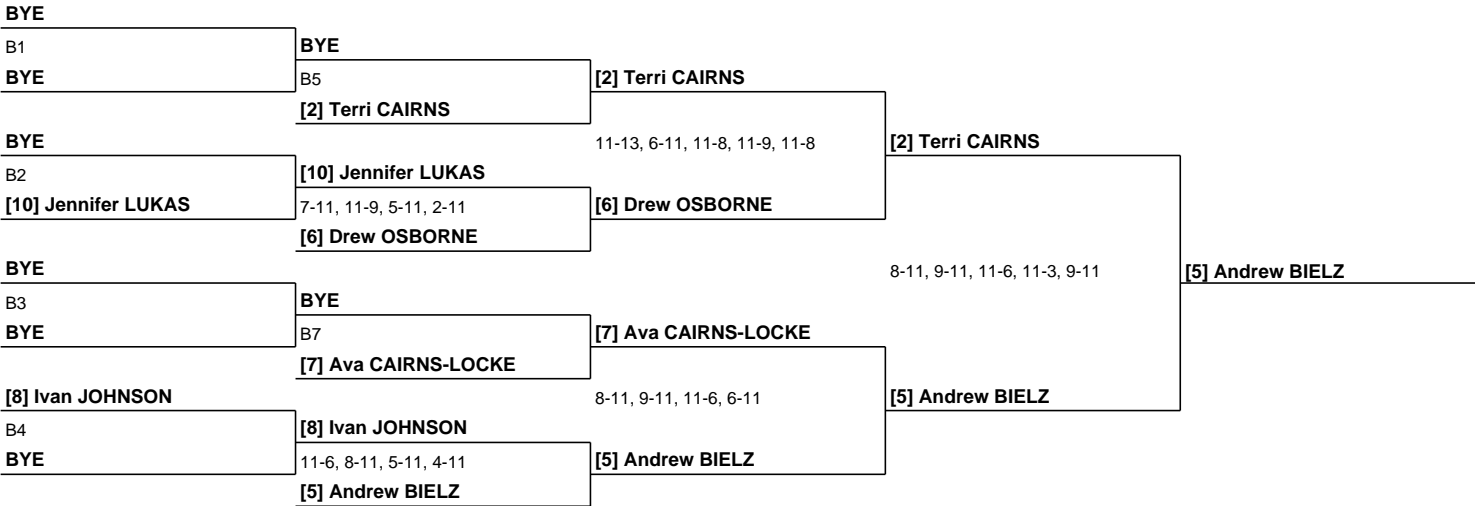 BYE
B1
BYE
BYE
B5
[2] Terri CAIRNS
[2] Terri CAIRNS
BYE
11-13, 6-11, 11-8, 11-9, 11-8
[2] Terri CAIRNS
B2
[10] Jennifer LUKAS
[10] Jennifer LUKAS
7-11, 11-9, 5-11, 2-11
[6] Drew OSBORNE
[6] Drew OSBORNE
BYE
8-11, 9-11, 11-6, 11-3, 9-11
[5] Andrew BIELZ
B3
BYE
BYE
B7
[7] Ava CAIRNS-LOCKE
[7] Ava CAIRNS-LOCKE
[8] Ivan JOHNSON
8-11, 9-11, 11-6, 6-11
[5] Andrew BIELZ
B4
[8] Ivan JOHNSON
BYE
11-6, 8-11, 5-11, 4-11
[5] Andrew BIELZ
[5] Andrew BIELZ